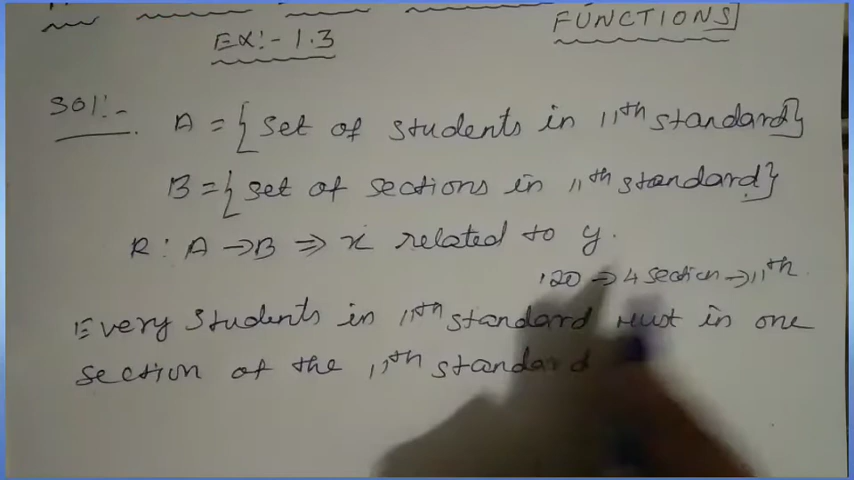 FUNCTIONS
EX:- 1.3
Sol:-
A = {set of students in 11th standard}
B = {set of sections in 11th standard}
R : A → B ⇒ x related to y.
120 → 4 section → 11th
Every students in 11th standard must in one
section of the 11th standard